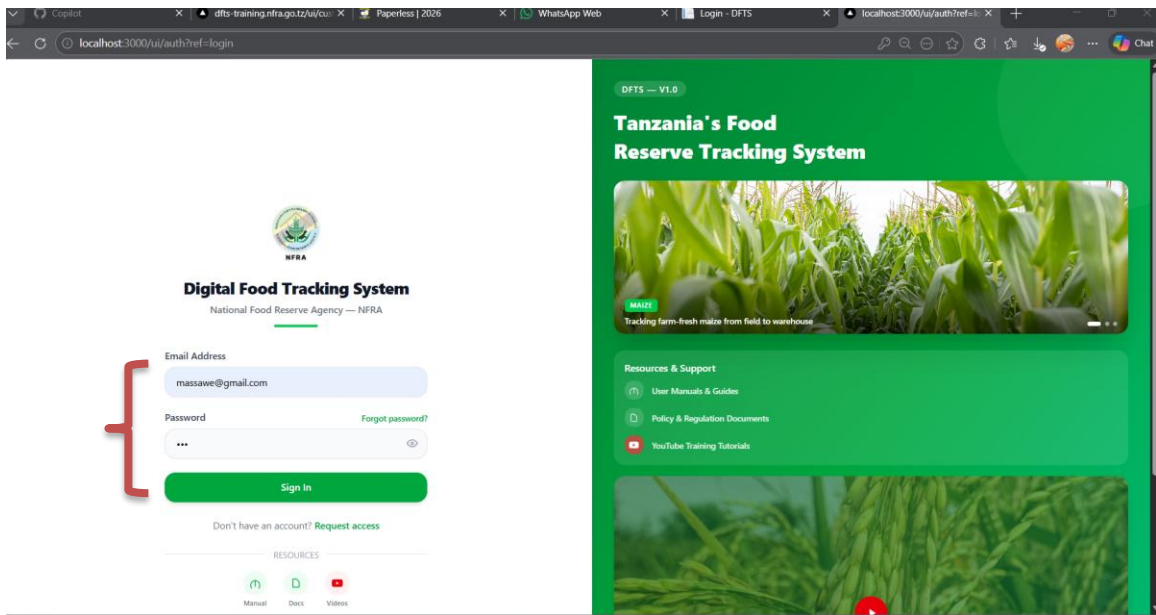 Copilot
dfts-training.nfra.go.tz/ui/cus
Paperless | 2026
WhatsApp Web
Login - DFTS
localhost:3000/ui/auth?ref=lo
localhost:3000/ui/auth?ref=login
Chat
NFRA
Digital Food Tracking System
National Food Reserve Agency — NFRA
Email Address
massawe@gmail.com
Password
Forgot password?
•••
Sign In
Don't have an account? Request access
RESOURCES
Manual Docs Videos
DFTS — V1.0
Tanzania's Food
Reserve Tracking System
MAIZE
Tracking farm-fresh maize from field to warehouse
Resources & Support
User Manuals & Guides
Policy & Regulation Documents
YouTube Training Tutorials